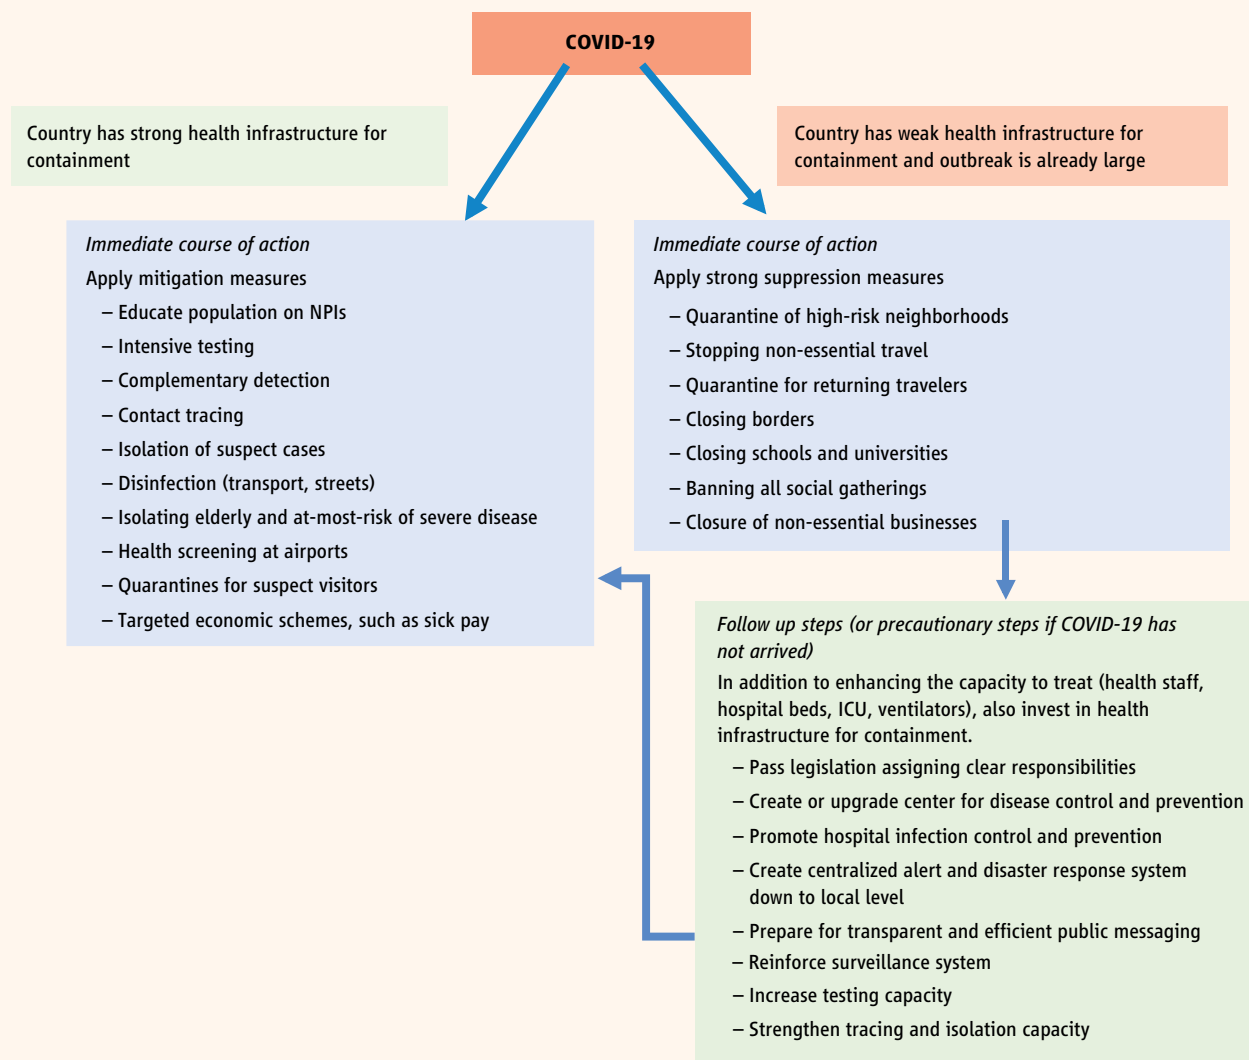 COVID-19
Country has strong health infrastructure for
containment
Country has weak health infrastructure for
containment and outbreak is already large
Immediate course of action
Apply mitigation measures
– Educate population on NPIs
– Intensive testing
– Complementary detection
– Contact tracing
– Isolation of suspect cases
– Disinfection (transport, streets)
– Isolating elderly and at-most-risk of severe disease
– Health screening at airports
– Quarantines for suspect visitors
– Targeted economic schemes, such as sick pay
Immediate course of action
Apply strong suppression measures
– Quarantine of high-risk neighborhoods
– Stopping non-essential travel
– Quarantine for returning travelers
– Closing borders
– Closing schools and universities
– Banning all social gatherings
– Closure of non-essential businesses
Follow up steps (or precautionary steps if COVID-19 has
not arrived)
In addition to enhancing the capacity to treat (health staff,
hospital beds, ICU, ventilators), also invest in health
infrastructure for containment.
– Pass legislation assigning clear responsibilities
– Create or upgrade center for disease control and prevention
– Promote hospital infection control and prevention
– Create centralized alert and disaster response system
down to local level
– Prepare for transparent and efficient public messaging
– Reinforce surveillance system
– Increase testing capacity
– Strengthen tracing and isolation capacity